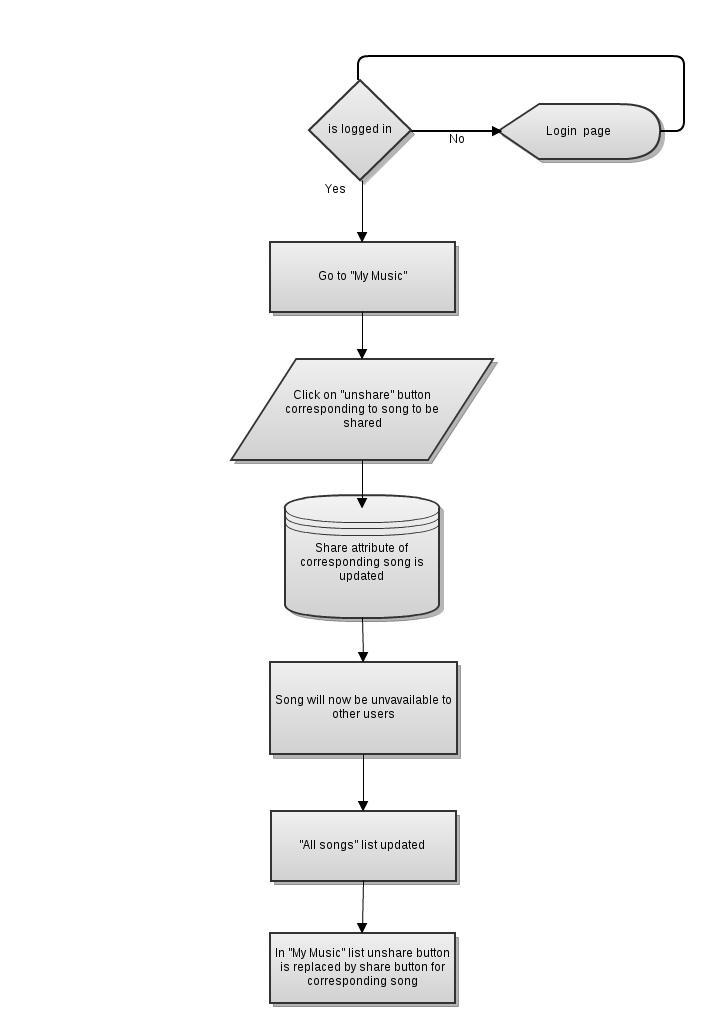 is logged in
No
Login page
Yes
Go to "My Music"
Click on "unshare" button
corresponding to song to be
shared
Share attribute of
corresponding song is
updated
Song will now be unvavailable to
other users
"All songs" list updated
In "My Music" list unshare button
is replaced by share button for
corresponding song